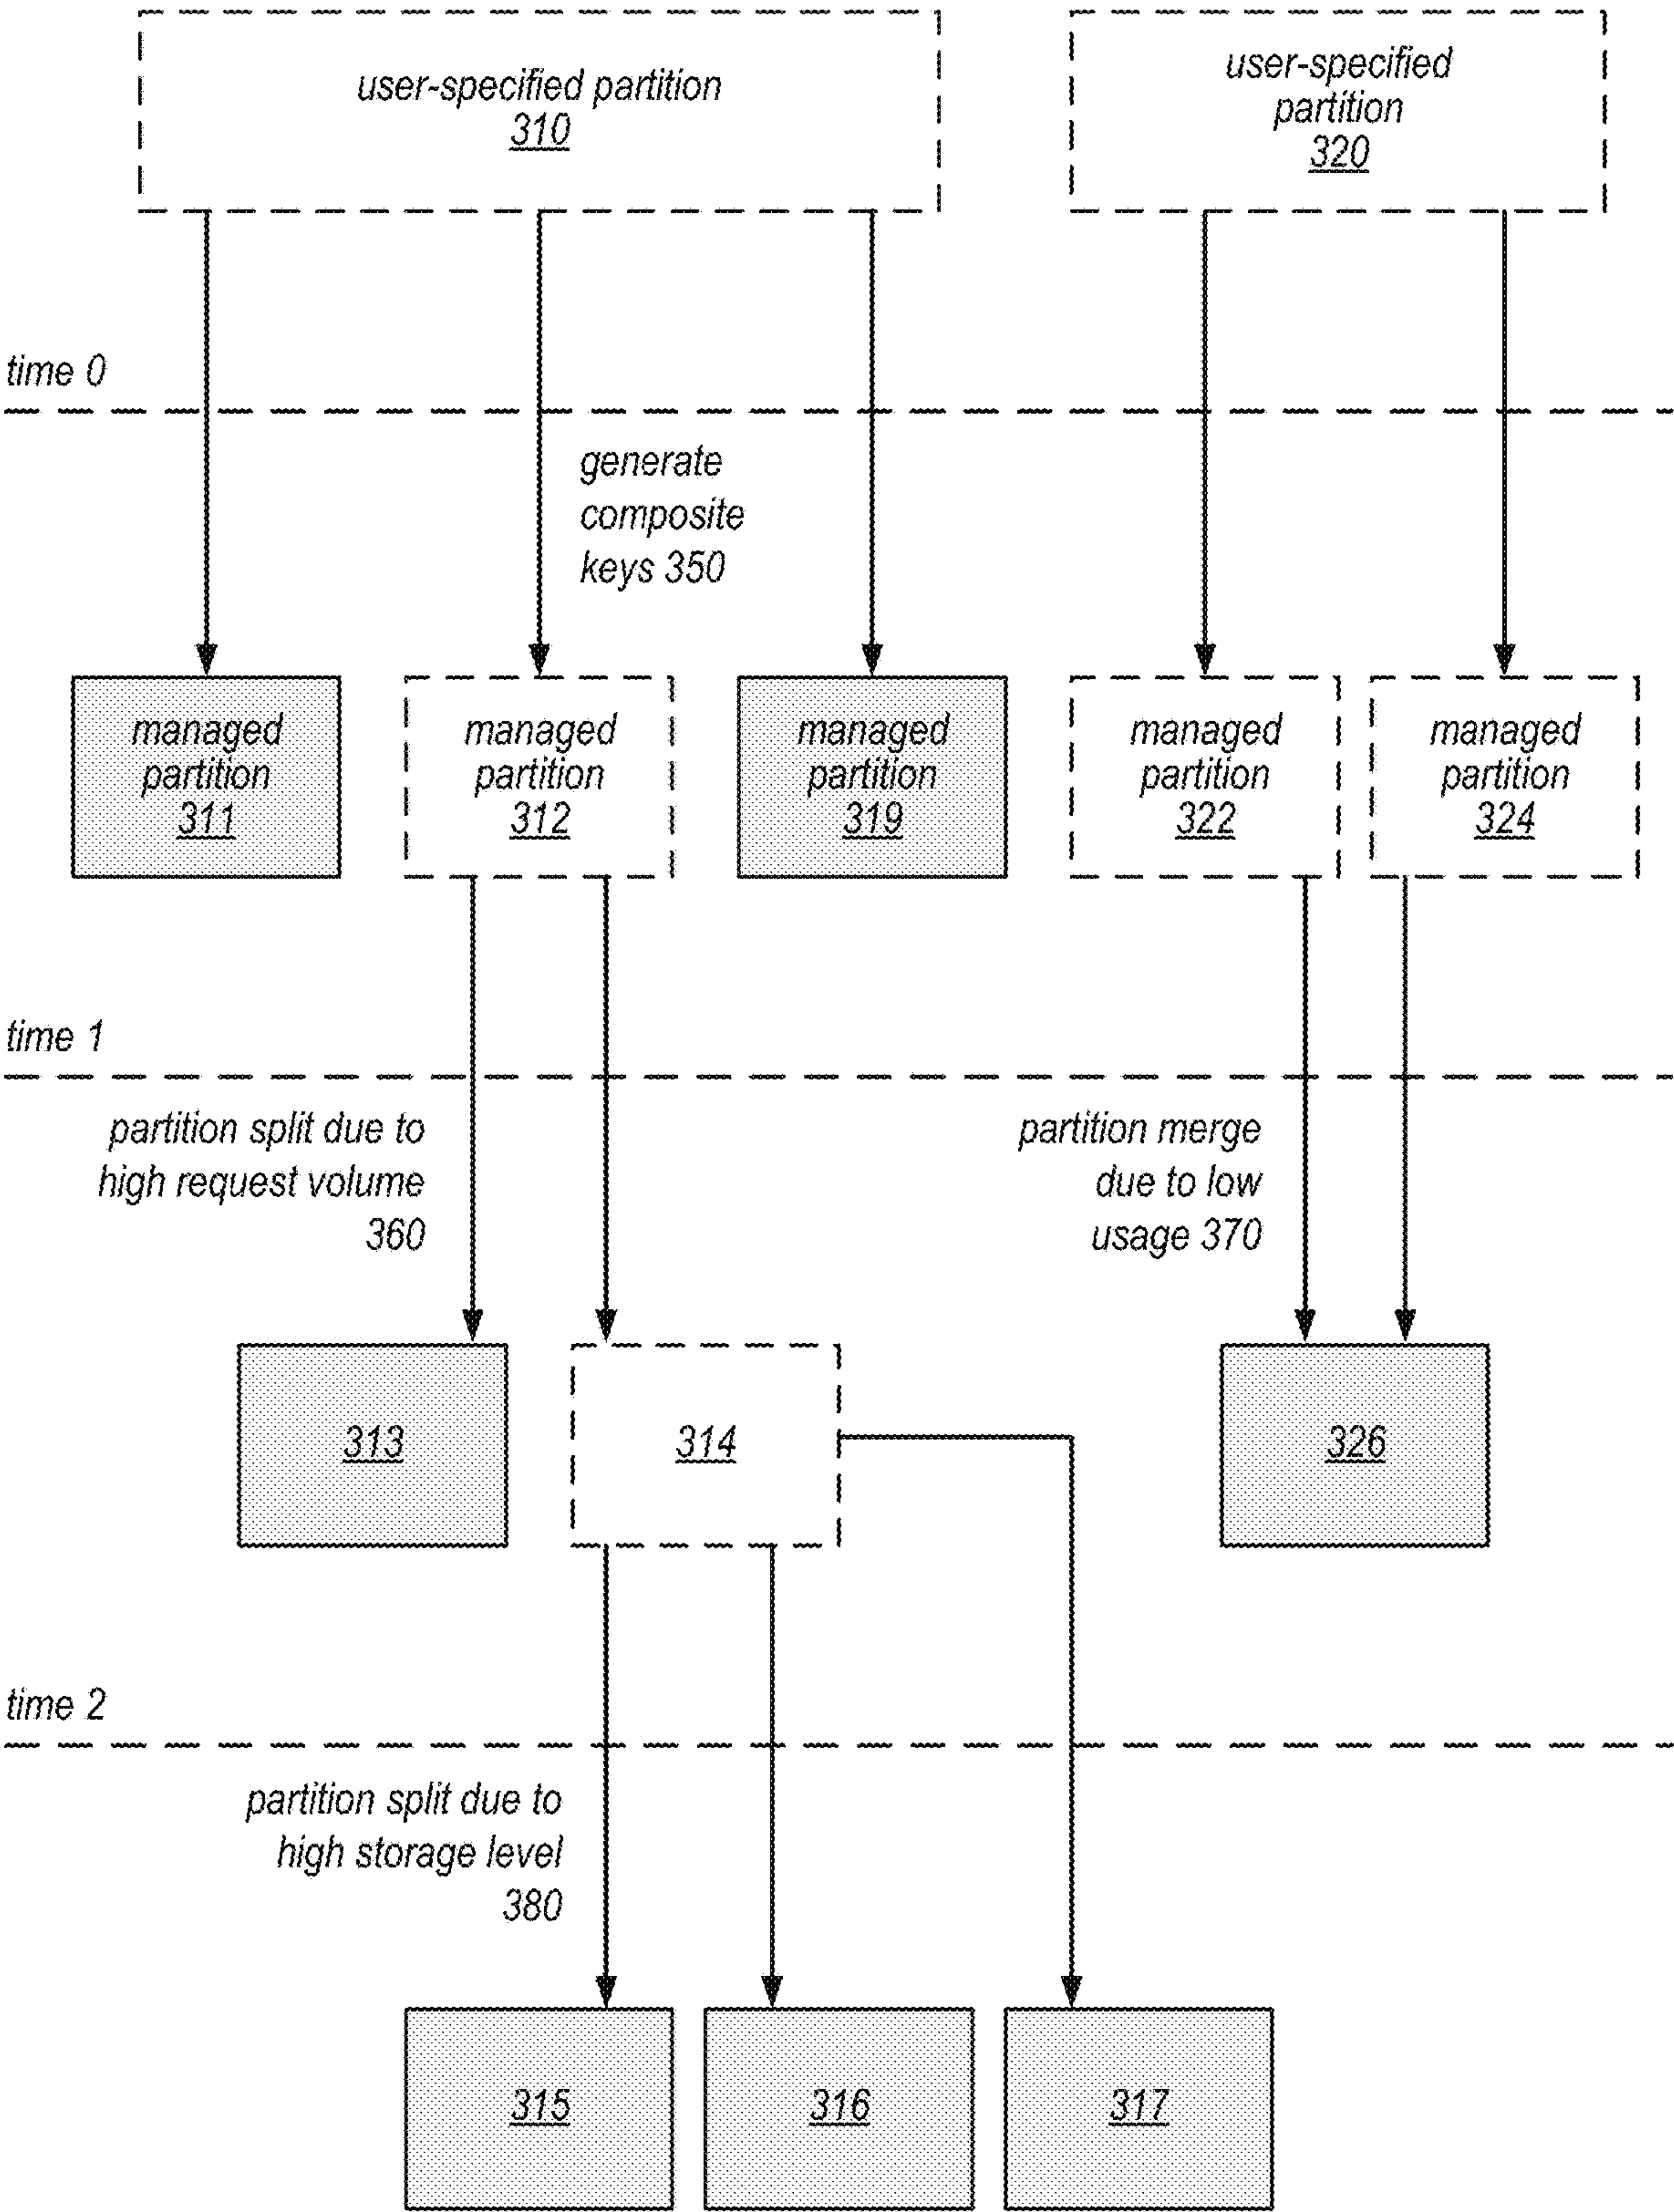 user-specified partition
310
user-specified
partition
320
time 0
generate
composite
keys 350
managed
partition
311
managed
partition
312
managed
partition
319
managed
partition
322
managed
partition
324
time 1
partition split due to
high request volume
360
partition merge
due to low
usage 370
313
314
326
time 2
partition split due to
high storage level
380
315
316
317